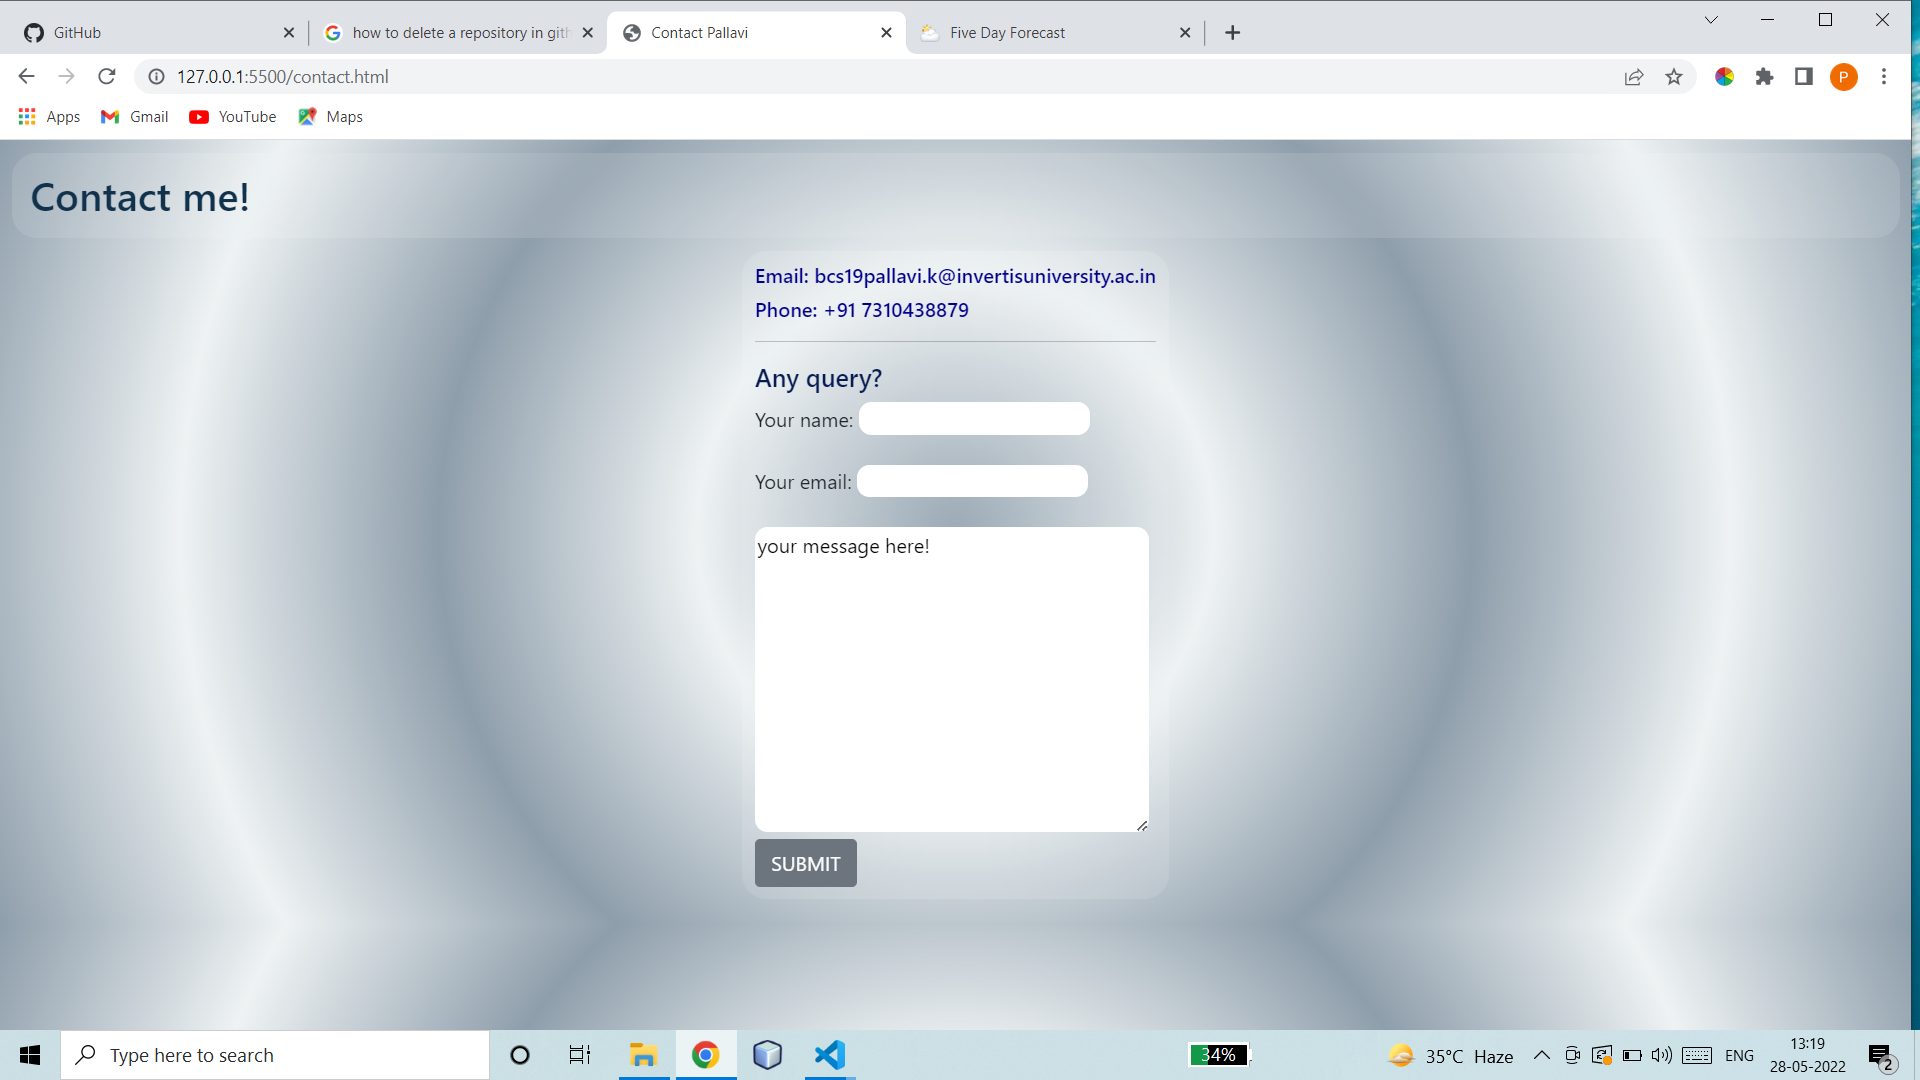 GitHub
how to delete a repository in gith
Contact Pallavi
Five Day Forecast
127.0.0.1:5500/contact.html
P
Apps
Gmail
YouTube
Maps
Contact me!
Email: bcs19pallavi.k@invertisuniversity.ac.in
Phone: +91 7310438879
Any query?
Your name:
Your email:
your message here!
SUBMIT
Type here to search
34%
35°C Haze
ENG
13:19
28-05-2022
2